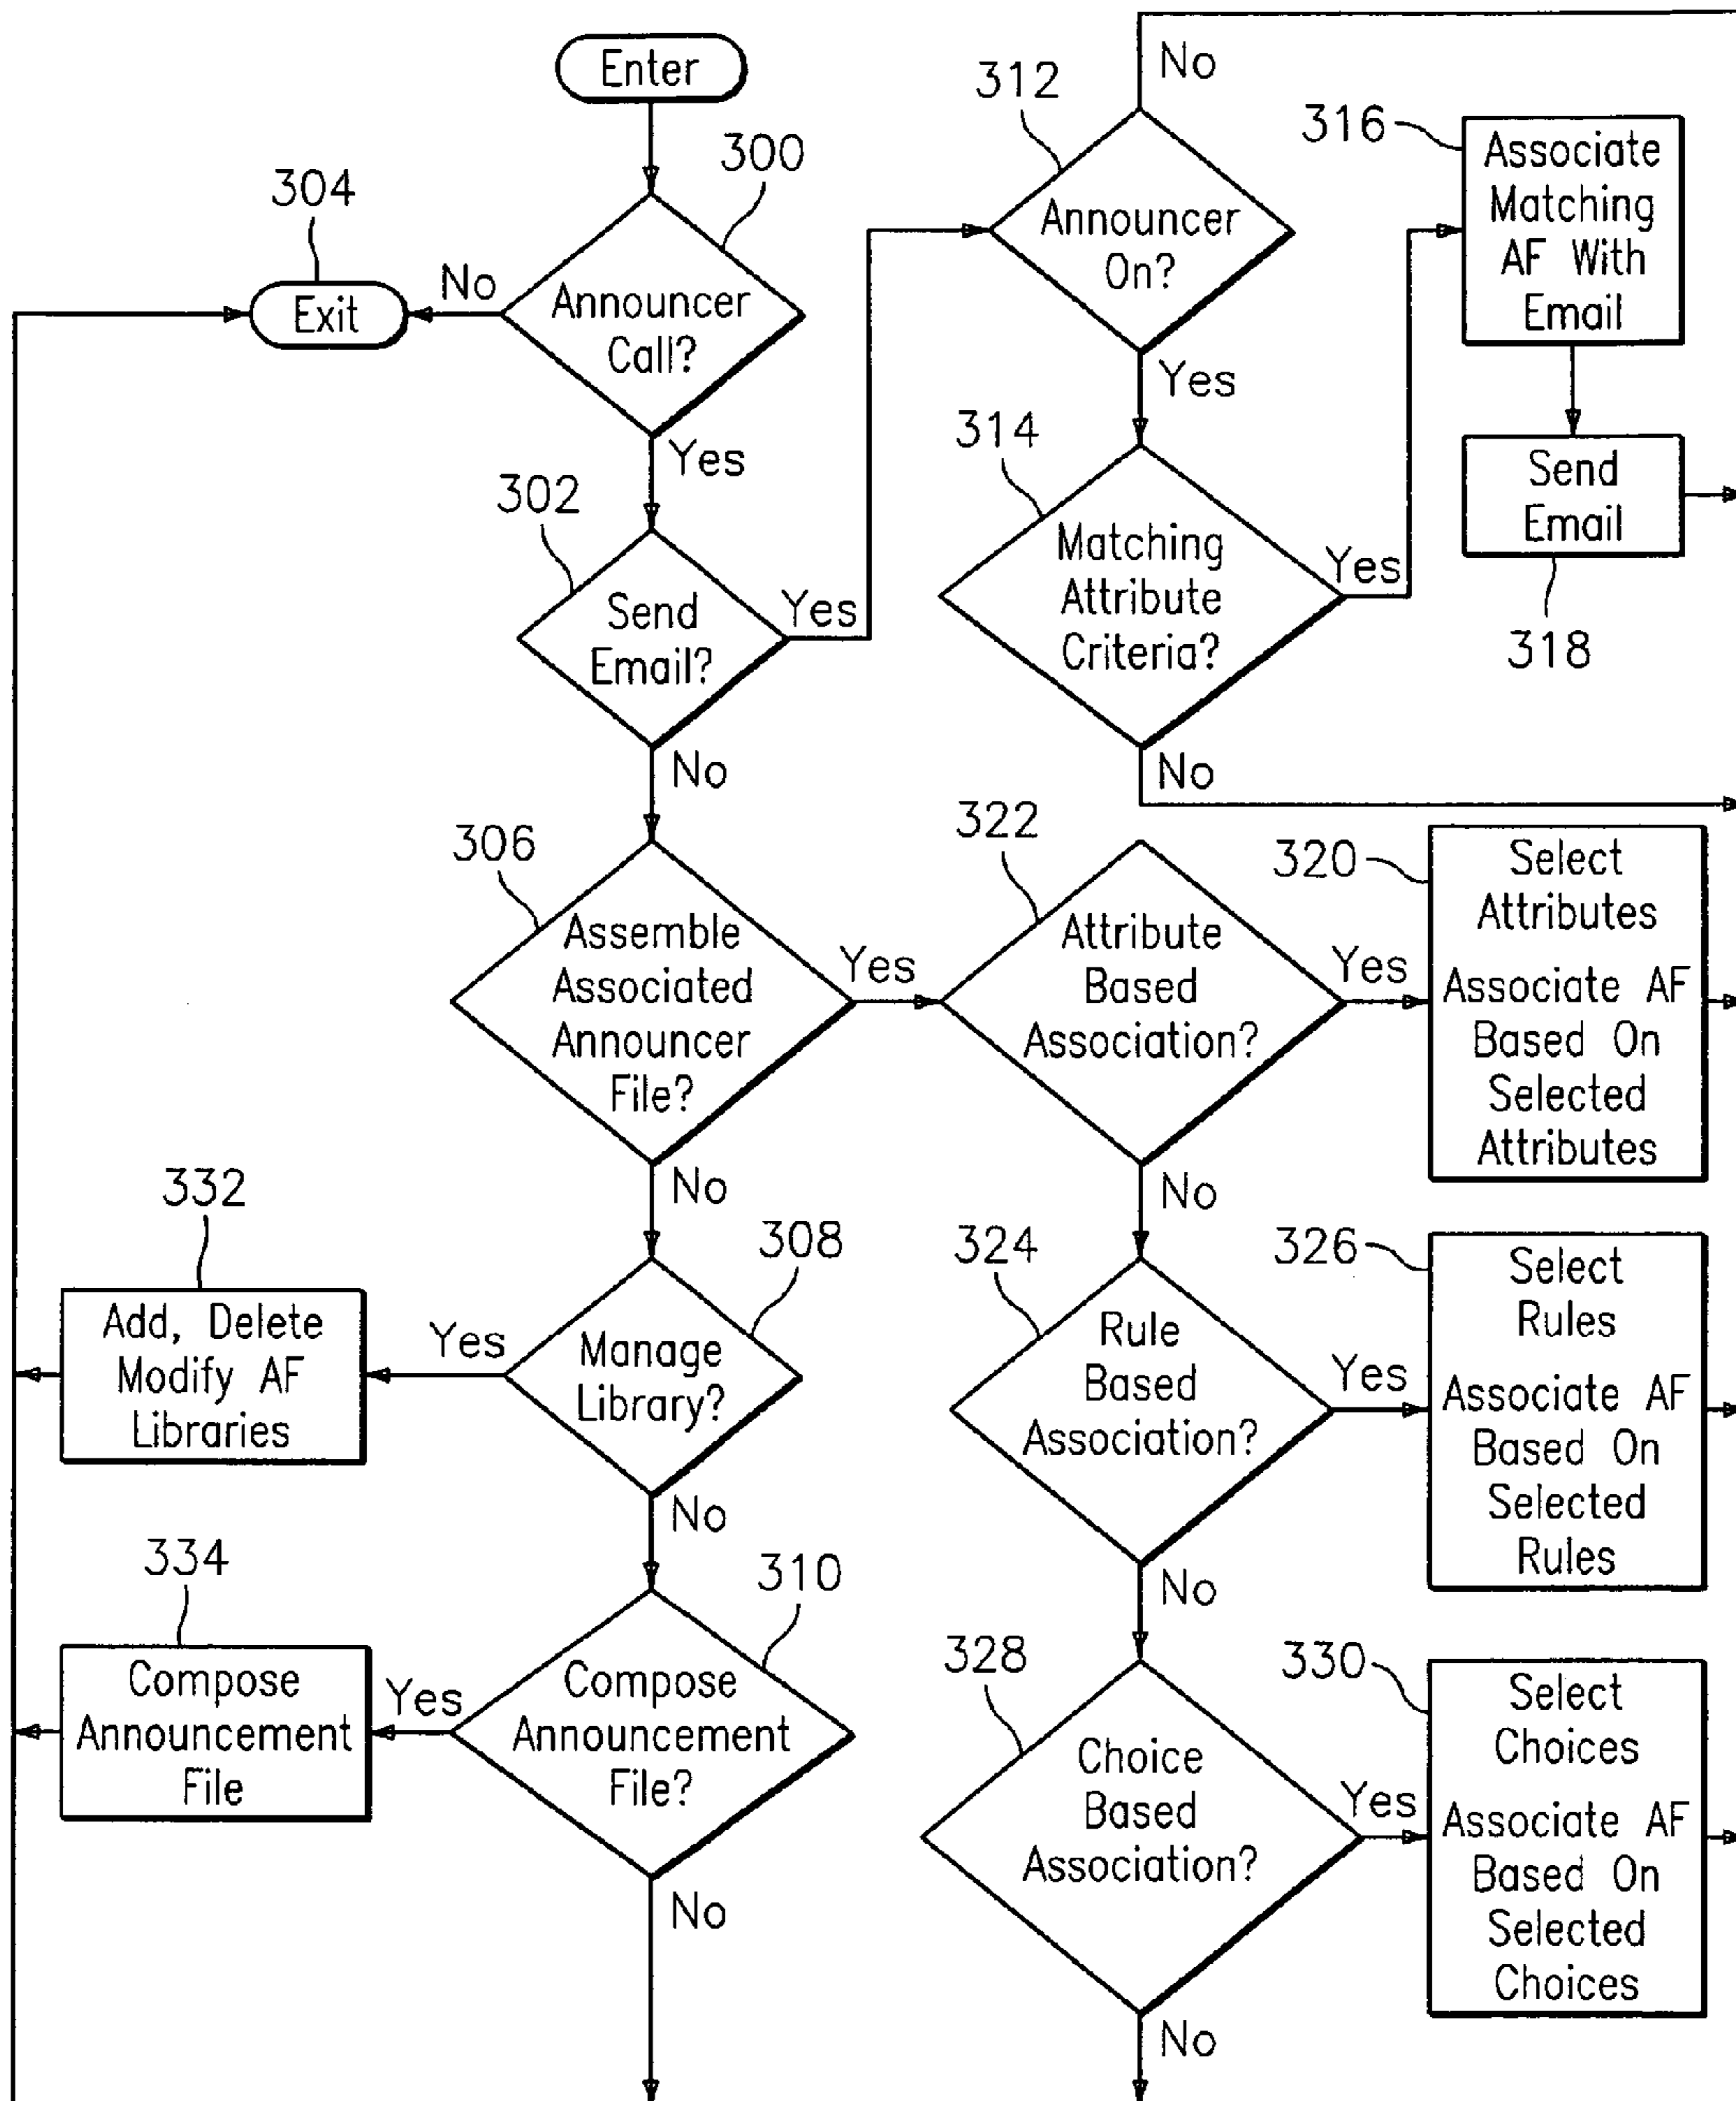 Enter
300
304
No
Exit
Announcer
Call?
Yes
302
Send
Email?
Yes
No
306
Assemble
Associated
Announcer
File?
Yes
No
332
308
Add, Delete
Modify AF
Libraries
Yes
Manage
Library?
No
334
310
Compose
Announcement
File
Yes
Compose
Announcement
File?
No
No
312
Announcer
On?
Yes
316
Associate
Matching
AF With
Email
314
Matching
Attribute
Criteria?
Yes
Send
Email
318
No
322
Attribute
Based
Association?
Yes
320
Select
Attributes
Associate AF
Based On
Selected
Attributes
No
324
Rule
Based
Association?
Yes
326
Select
Rules
Associate AF
Based On
Selected
Rules
No
328
Choice
Based
Association?
Yes
330
Select
Choices
Associate AF
Based On
Selected
Choices
No